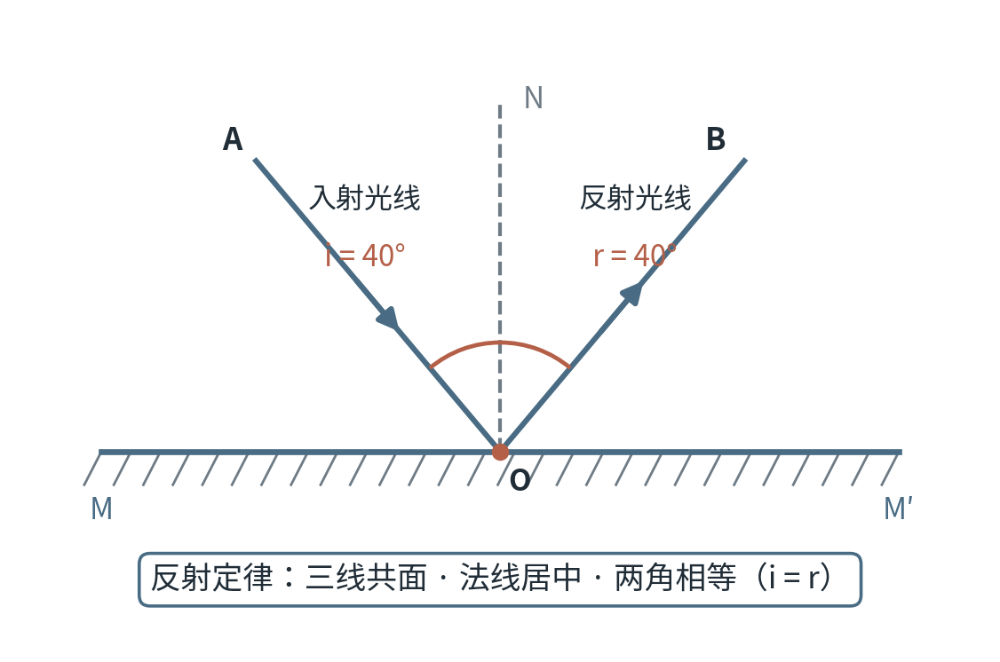 N
A
B
入射光线
反射光线
i = 40°
r = 40°
O
M
M′
反射定律：三线共面 · 法线居中 · 两角相等（i = r）